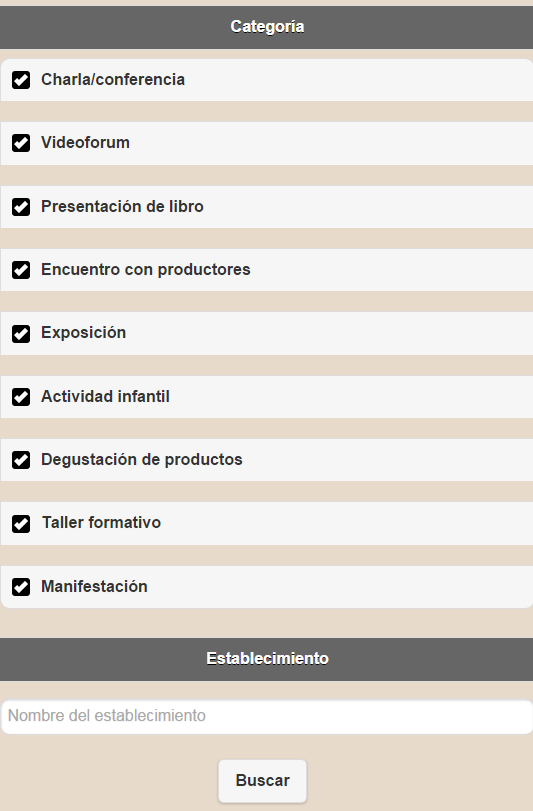 Categoría
Charla/conferencia
Videoforum
Presentación de libro
Encuentro con productores
Exposición
Actividad infantil
Degustación de productos
Taller formativo
Manifestación
Establecimiento
Nombre del establecimiento
Buscar